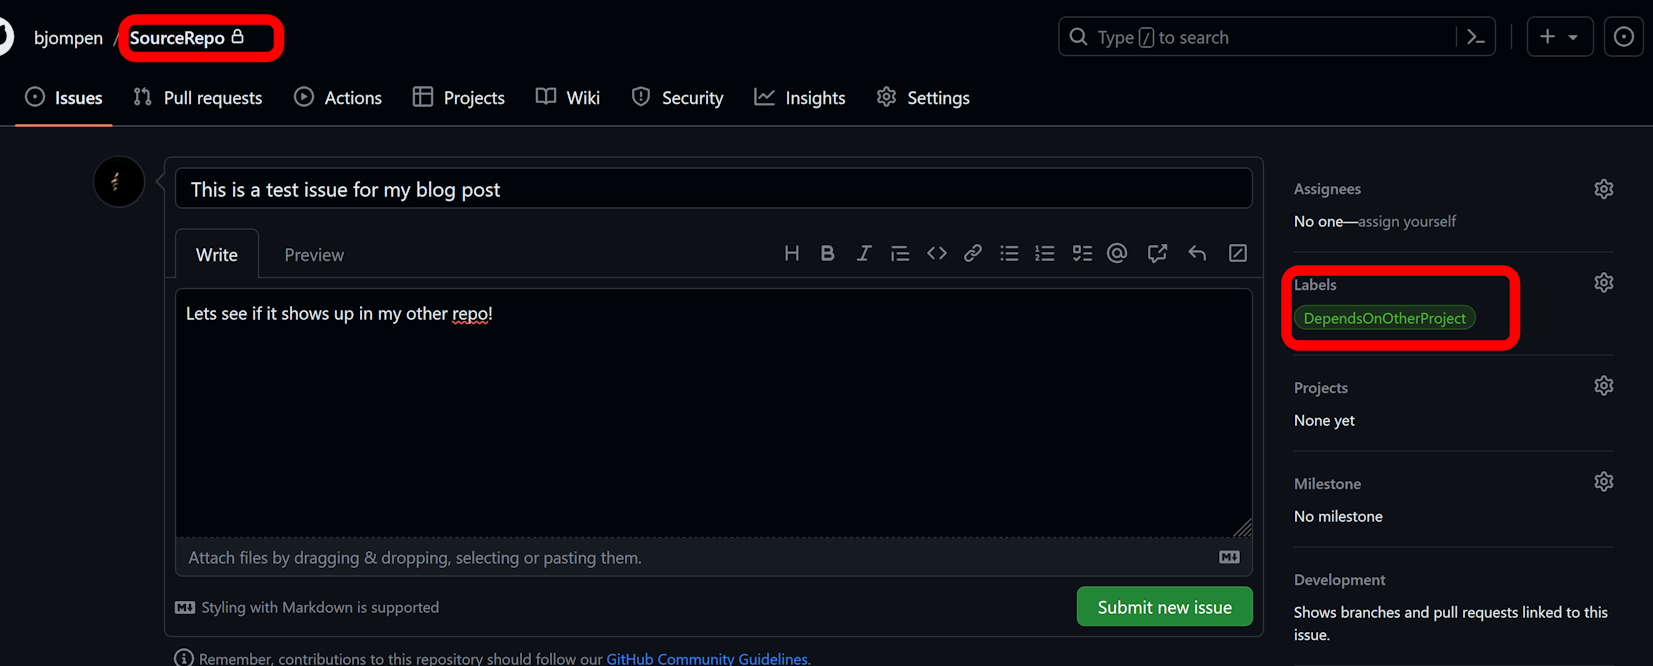 bjompen / SourceRepo
Type / to search
Issues Pull requests Actions Projects Wiki Security Insights Settings
This is a test issue for my blog post
Write Preview
Lets see if it shows up in my other repo!
Attach files by dragging & dropping, selecting or pasting them.
Styling with Markdown is supported
Submit new issue
Remember, contributions to this repository should follow our GitHub Community Guidelines.
Assignees
No one—assign yourself
Labels
DependsOnOtherProject
Projects
None yet
Milestone
No milestone
Development
Shows branches and pull requests linked to this
issue.